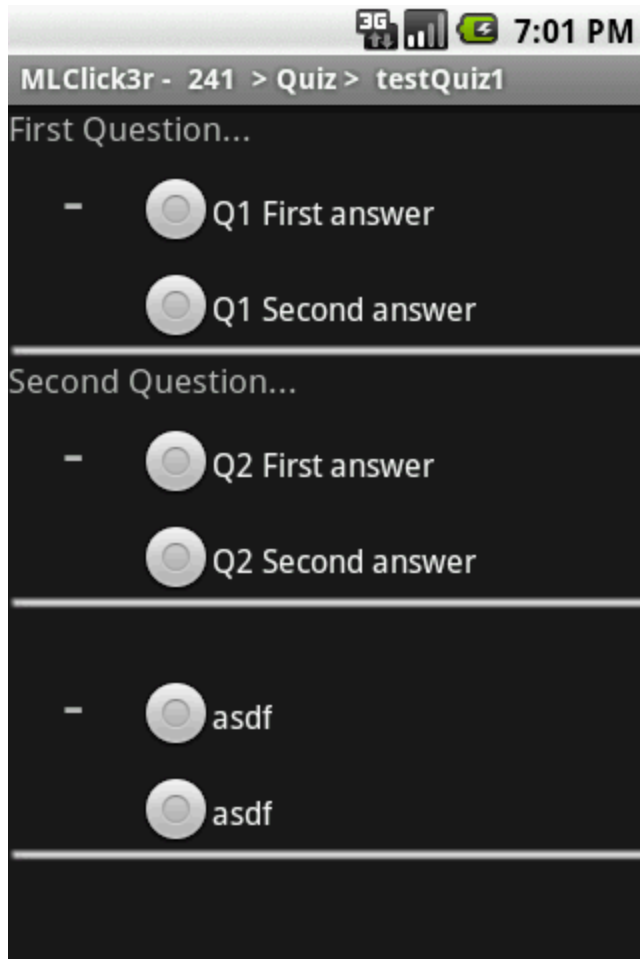 3G 7:01 PM
MLClick3r - 241 > Quiz > testQuiz1
First Question...
- Q1 First answer
Q1 Second answer
Second Question...
- Q2 First answer
Q2 Second answer
- asdf
asdf